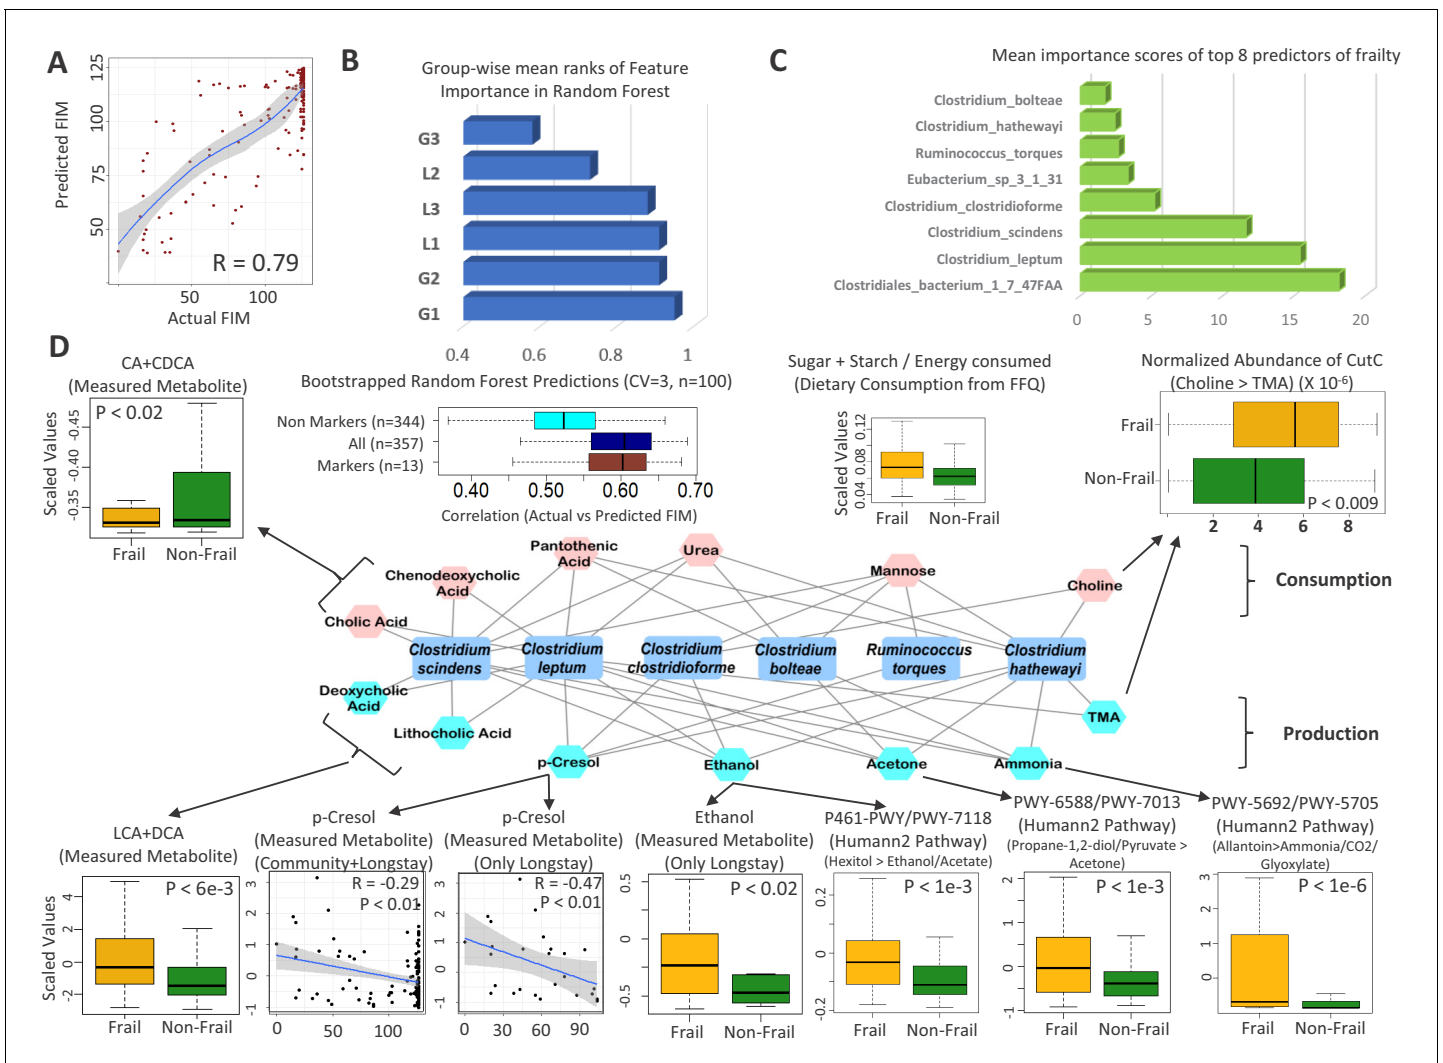 A
Predicted FIM
125
100
75
50
R = 0.79
50
100
Actual FIM
B
Group-wise mean ranks of Feature
Importance in Random Forest
G3
L2
L3
L1
G2
G1
0.4
0.6
0.8
1
C
Mean importance scores of top 8 predictors of frailty
Clostridium_bolteae
Clostridium_hathewayi
Ruminococcus_torques
Eubacterium_sp_3_1_31
Clostridium_clostridioforme
Clostridium_scindens
Clostridium_leptum
Clostridiales_bacterium_1_7_47FAA
0
5
10
15
20
D
CA+CDCA
(Measured Metabolite)
P < 0.02
Scaled Values
-0.45
-0.40
-0.35
Frail
Non-Frail
Bootstrapped Random Forest Predictions (CV=3, n=100)
Non Markers (n=344)
All (n=357)
Markers (n=13)
0.40
0.50
0.60
0.70
Correlation (Actual vs Predicted FIM)
Sugar + Starch / Energy consumed
(Dietary Consumption from FFQ)
Scaled Values
0.12
0.08
0.04
Frail
Non-Frail
Normalized Abundance of CutC
(Choline > TMA) (X 10-6)
Frail
Non-Frail
P < 0.009
2
4
6
8
Pantothenic
Acid
Urea
Chenodeoxycholic
Acid
Mannose
Choline
Cholic Acid
Consumption
Clostridium
scindens
Clostridium
leptum
Clostridium
clostridioforme
Clostridium
bolteae
Ruminococcus
torques
Clostridium
hathewayi
Deoxycholic
Acid
Lithocholic Acid
TMA
Production
p-Cresol
Ethanol
Acetone
Ammonia
LCA+DCA
(Measured Metabolite)
Scaled Values
4
2
0
-2
P < 6e-3
Frail
Non-Frail
p-Cresol
(Measured Metabolite)
(Community+Longstay)
3
2
1
0
-1
R = -0.29
P < 0.01
0
50
100
p-Cresol
(Measured Metabolite)
(Only Longstay)
3
2
1
0
-1
R = -0.47
P < 0.01
0
30
60
90
Ethanol
(Measured Metabolite)
(Only Longstay)
0.5
0
-0.5
P < 0.02
Frail
Non-Frail
P461-PWY/PWY-7118
(Humann2 Pathway)
(Hexitol > Ethanol/Acetate)
0.2
0
-0.2
P < 1e-3
Frail
Non-Frail
PWY-6588/PWY-7013
(Humann2 Pathway)
(Propane-1,2-diol/Pyruvate >
Acetone)
2
1
0
-1
P < 1e-3
Frail
Non-Frail
PWY-5692/PWY-5705
(Humann2 Pathway)
(Allantoin>Ammonia/CO2/
Glyoxylate)
3
1
0
P < 1e-6
Frail
Non-Frail